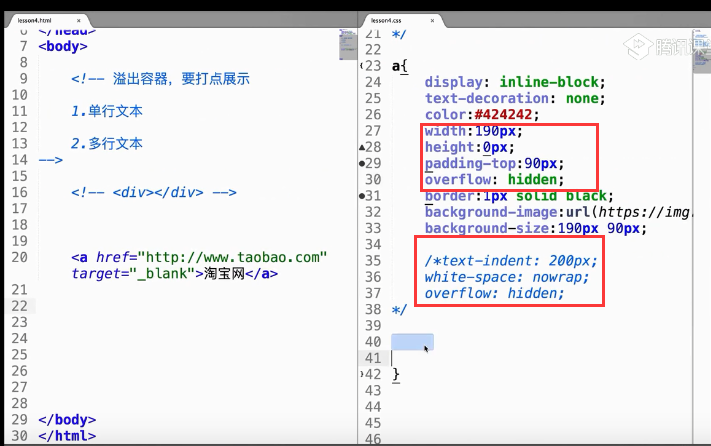 lesson4.html
×
6 </head>
7 <body>
8
9 <!-- 溢出容器，要打点展示
10
11 1.单行文本
12
13 2.多行文本
14 -->
15
16 <!-- <div></div> -->
17
18
19
20 <a href="http://www.taobao.com"
target="_blank">淘宝网</a>
21
22
23
24
25
26
27
28
29 </body>
30 </html>
lesson4.css
×
21 */
22
23 a{
24 display: inline-block;
25 text-decoration: none;
26 color:#424242;
27 width:190px;
28 height:0px;
29 padding-top:90px;
30 overflow: hidden;
31 border:1px solid black;
32 background-image:url(https://img.
33 background-size:190px 90px;
34
35 /*text-indent: 200px;
36 white-space: nowrap;
37 overflow: hidden;
38 */
39
40
41
42 }
43
44
45
46
腾讯课